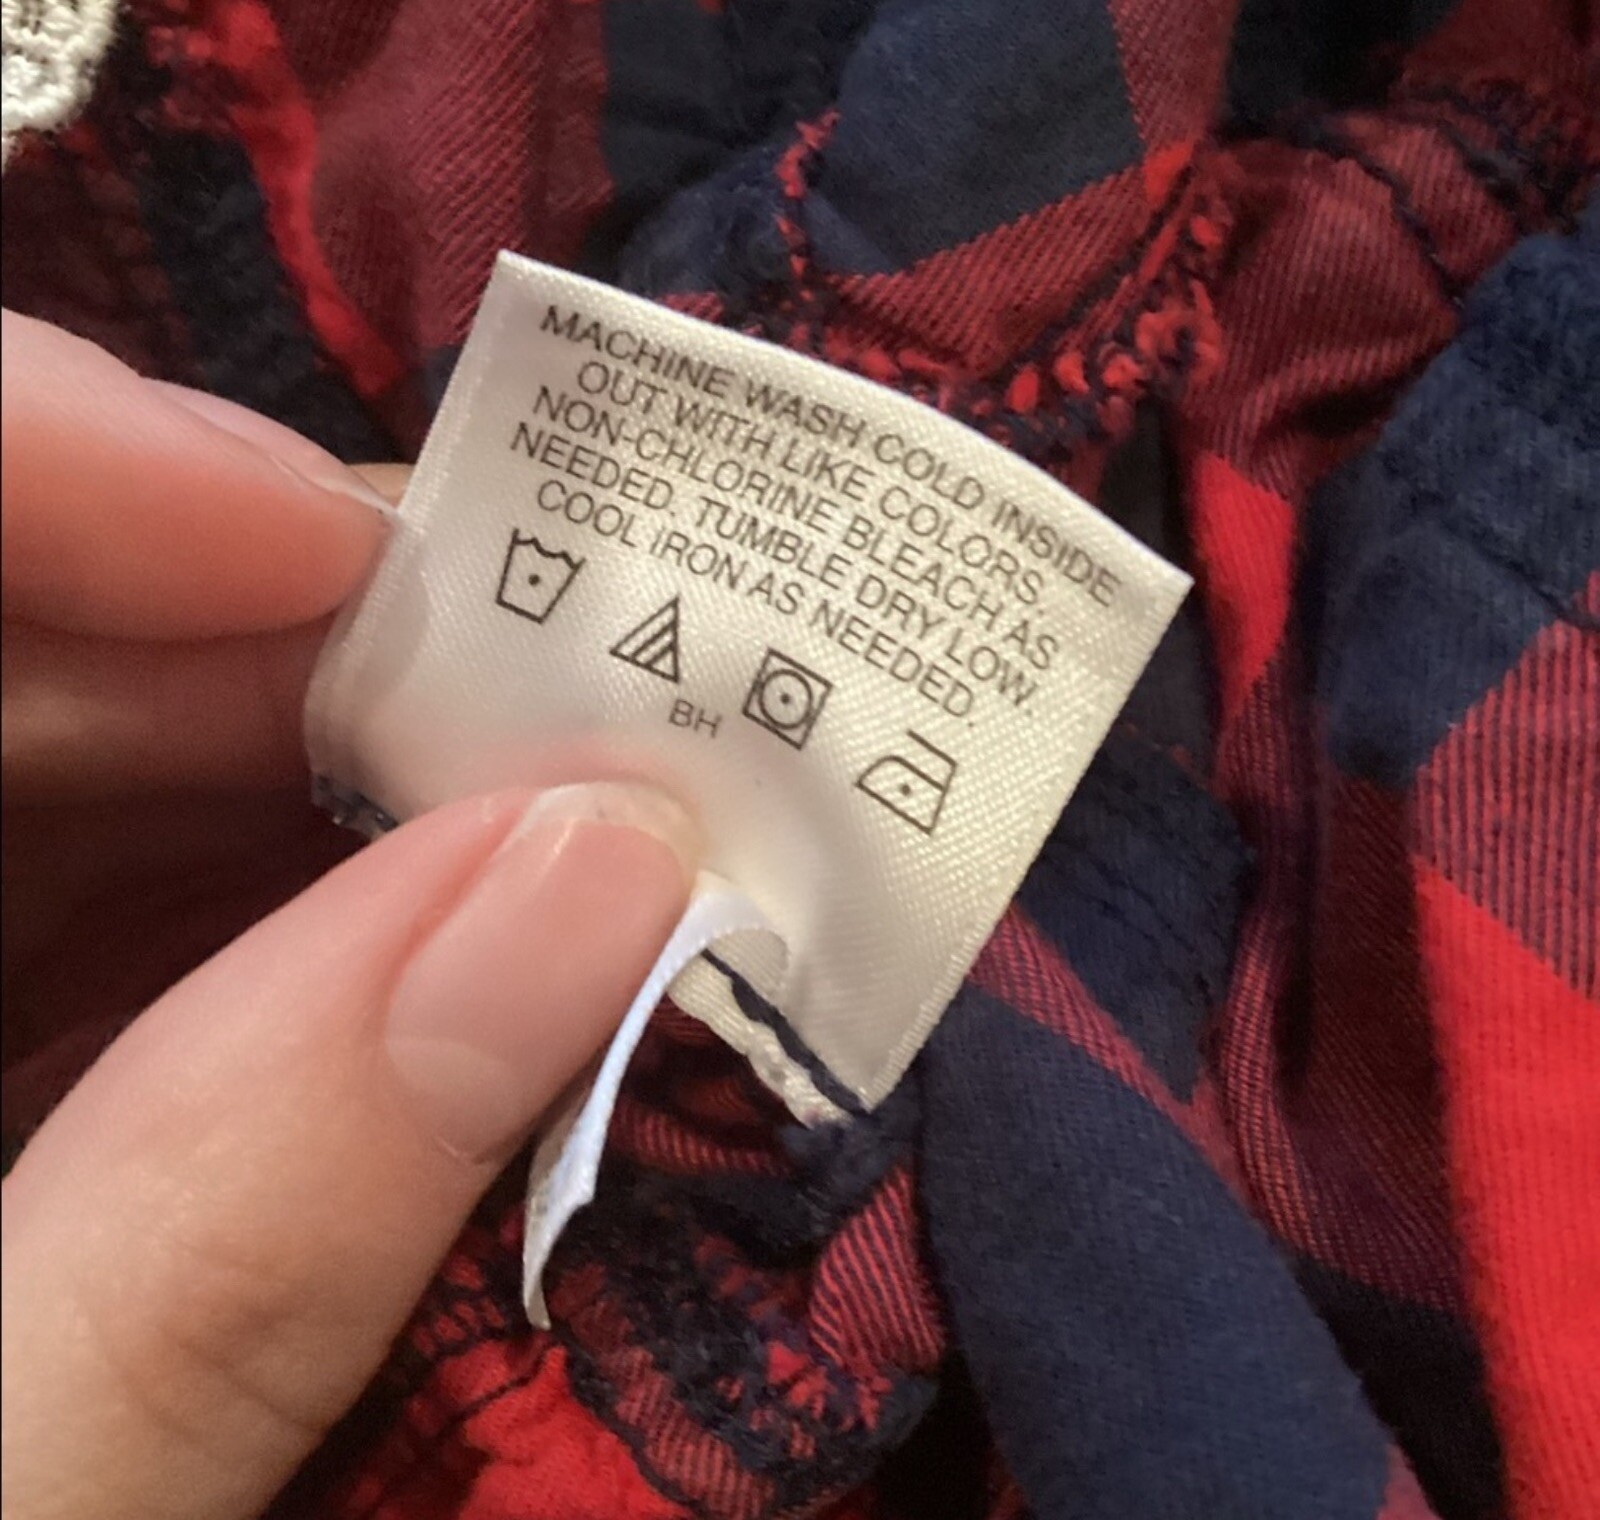 MACHINE WASH COLD INSIDE
OUT WITH LIKE COLORS.
NON-CHLORINE BLEACH AS
NEEDED. TUMBLE DRY LOW.
COOL IRON AS NEEDED.
BH